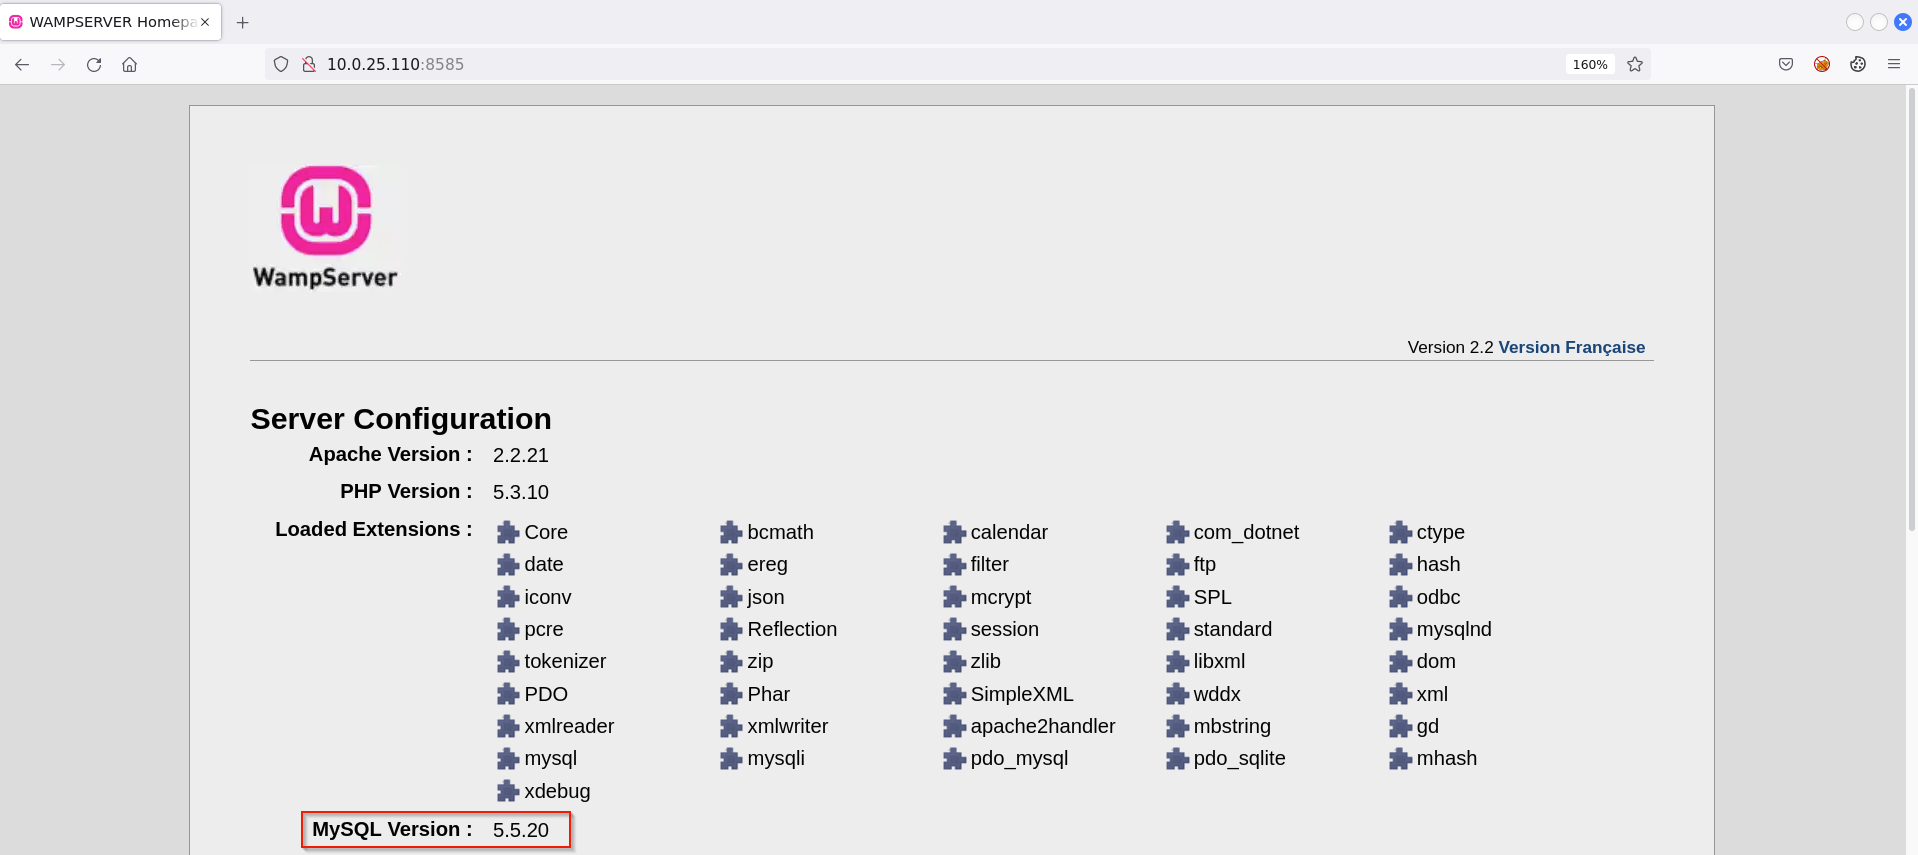 WAMPSERVER Homepa
10.0.25.110:8585
160%
WampServer
Version 2.2 Version Française
Server Configuration
Apache Version : 2.2.21
PHP Version : 5.3.10
Loaded Extensions :
Core bcmath calendar com_dotnet ctype
date ereg filter ftp hash
iconv json mcrypt SPL odbc
pcre Reflection session standard mysqlnd
tokenizer zip zlib libxml dom
PDO Phar SimpleXML wddx xml
xmlreader xmlwriter apache2handler mbstring gd
mysql mysqli pdo_mysql pdo_sqlite mhash
xdebug
MySQL Version : 5.5.20